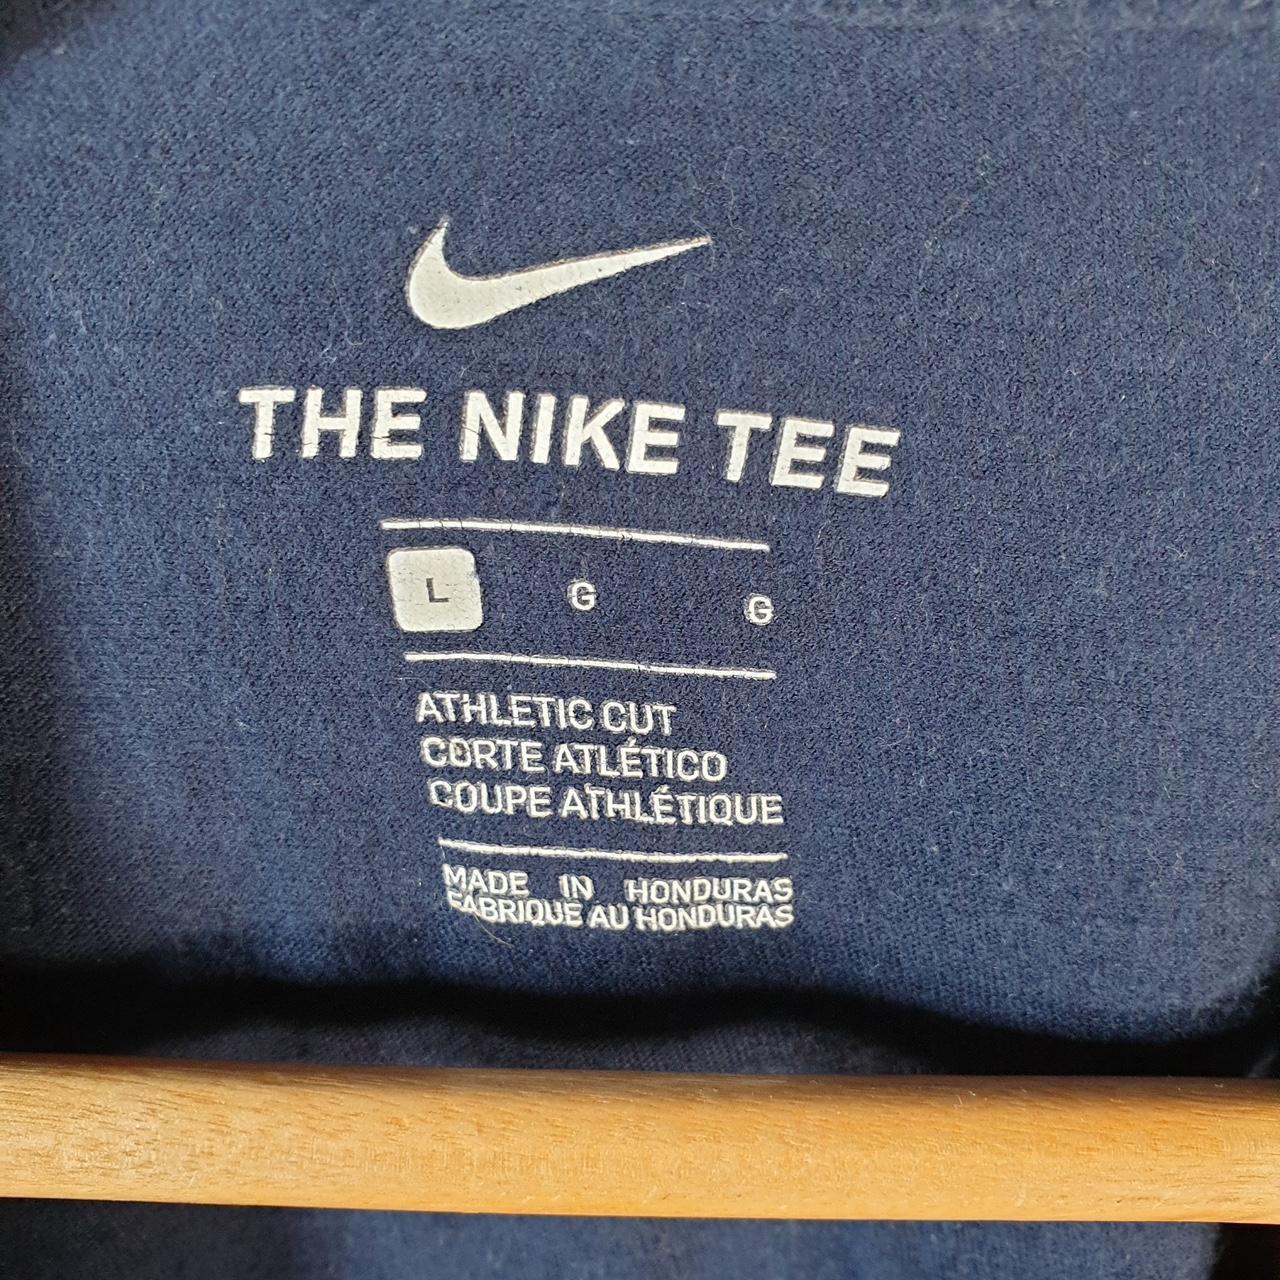 THE NIKE TEE
L G G
ATHLETIC CUT
CORTE ATLÉTICO
COUPE ATHLÉTIQUE
MADE IN HONDURAS
FABRIQUE AU HONDURAS